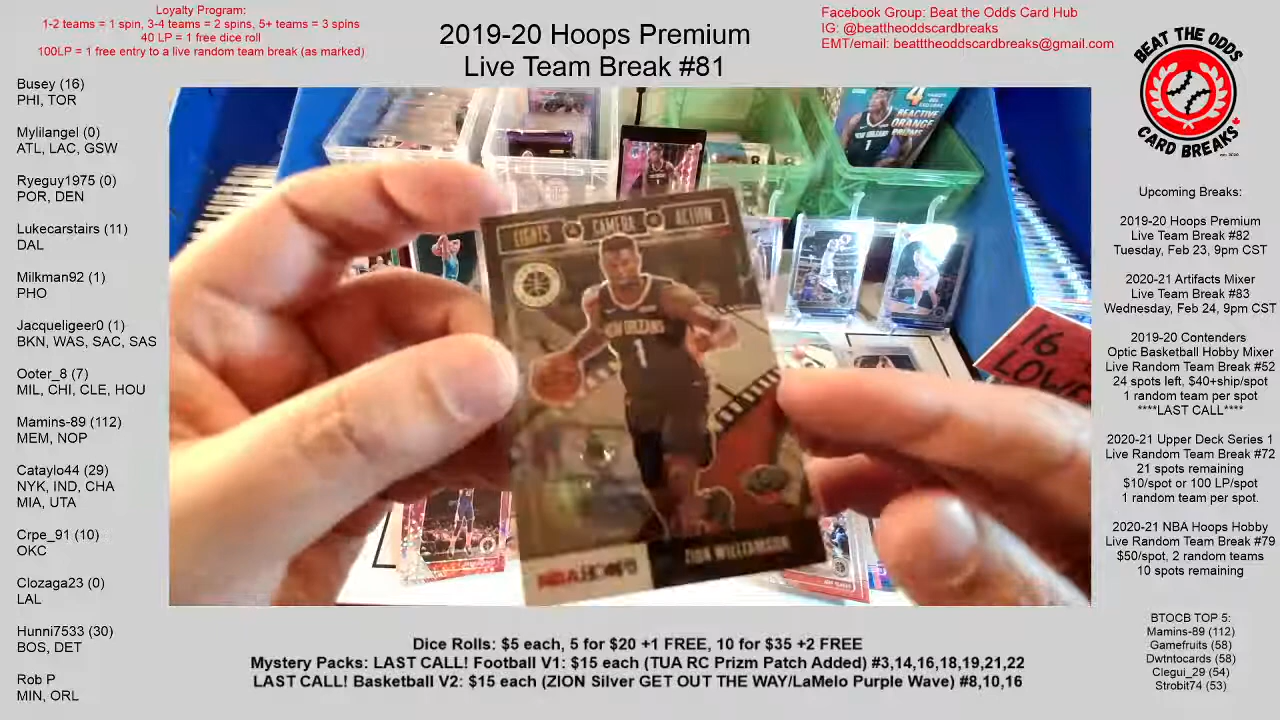 Loyalty Program:
1-2 teams = 1 spin, 3-4 teams = 2 spins, 5+ teams = 3 spins
40 LP = 1 free dice roll
100LP = 1 free entry to a live random team break (as marked)
2019-20 Hoops Premium
Live Team Break #81
Facebook Group: Beat the Odds Card Hub
IG: @beattheoddscardbreaks
EMT/email: beattheoddscardbreaks@gmail.com
BEAT THE ODDS
CARD BREAKS
Busey (16)
PHI, TOR
Mylilangel (0)
ATL, LAC, GSW
Ryeguy1975 (0)
POR, DEN
Lukecarstairs (11)
DAL
Milkman92 (1)
PHO
Jacqueligeer0 (1)
BKN, WAS, SAC, SAS
Ooter_8 (7)
MIL, CHI, CLE, HOU
Mamins-89 (112)
MEM, NOP
Cataylo44 (29)
NYK, IND, CHA
MIA, UTA
Crpe_91 (10)
OKC
Clozaga23 (0)
LAL
Hunni7533 (30)
BOS, DET
Rob P
MIN, ORL
4
REACTIVE
ORANGE
PRIZMS
NEW ORLEANS
1
LIGHTS CAMERA ACTION
NEW ORLEANS
1
NBA HOOPS
ZION WILLIAMSON
16
LOWE
Upcoming Breaks:
2019-20 Hoops Premium
Live Team Break #82
Tuesday, Feb 23, 9pm CST
2020-21 Artifacts Mixer
Live Team Break #83
Wednesday, Feb 24, 9pm CST
2019-20 Contenders
Optic Basketball Hobby Mixer
Live Random Team Break #52
24 spots left, $40+ship/spot
1 random team per spot
****LAST CALL****
2020-21 Upper Deck Series 1
Live Random Team Break #72
21 spots remaining
$10/spot or 100 LP/spot
1 random team per spot.
2020-21 NBA Hoops Hobby
Live Random Team Break #79
$50/spot, 2 random teams
10 spots remaining
BTOCB TOP 5:
Mamins-89 (112)
Gamefruits (58)
Dwtntocards (58)
Clegui_29 (54)
Strobit74 (53)
Dice Rolls: $5 each, 5 for $20 +1 FREE, 10 for $35 +2 FREE
Mystery Packs: LAST CALL! Football V1: $15 each (TUA RC Prizm Patch Added) #3,14,16,18,19,21,22
LAST CALL! Basketball V2: $15 each (ZION Silver GET OUT THE WAY/LaMelo Purple Wave) #8,10,16